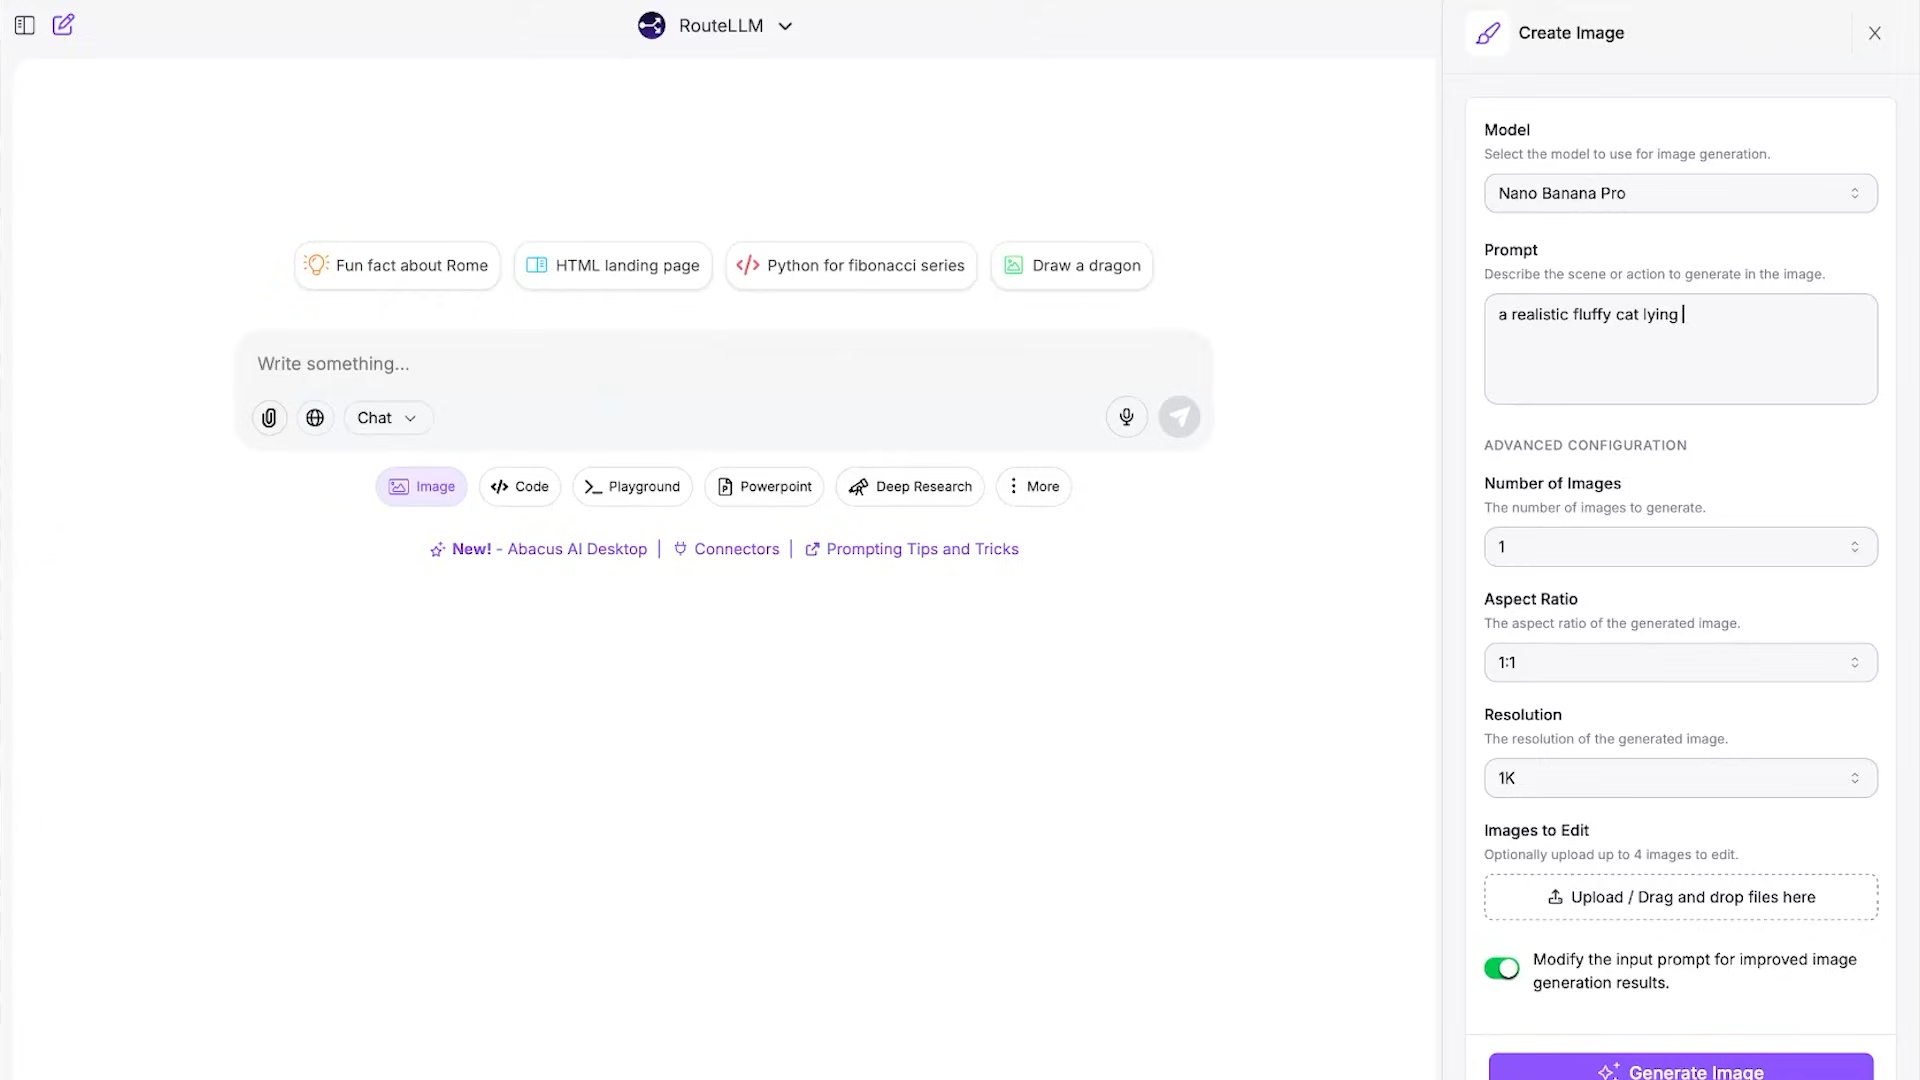 RouteLLM
Fun fact about Rome
HTML landing page
Python for fibonacci series
Draw a dragon
Write something...
Chat
Image
Code
Playground
Powerpoint
Deep Research
More
New! - Abacus AI Desktop
Connectors
Prompting Tips and Tricks
Create Image
Model
Select the model to use for image generation.
Nano Banana Pro
Prompt
Describe the scene or action to generate in the image.
a realistic fluffy cat lying
ADVANCED CONFIGURATION
Number of Images
The number of images to generate.
1
Aspect Ratio
The aspect ratio of the generated image.
1:1
Resolution
The resolution of the generated image.
1K
Images to Edit
Optionally upload up to 4 images to edit.
Upload / Drag and drop files here
Modify the input prompt for improved image
generation results.
Generate Image